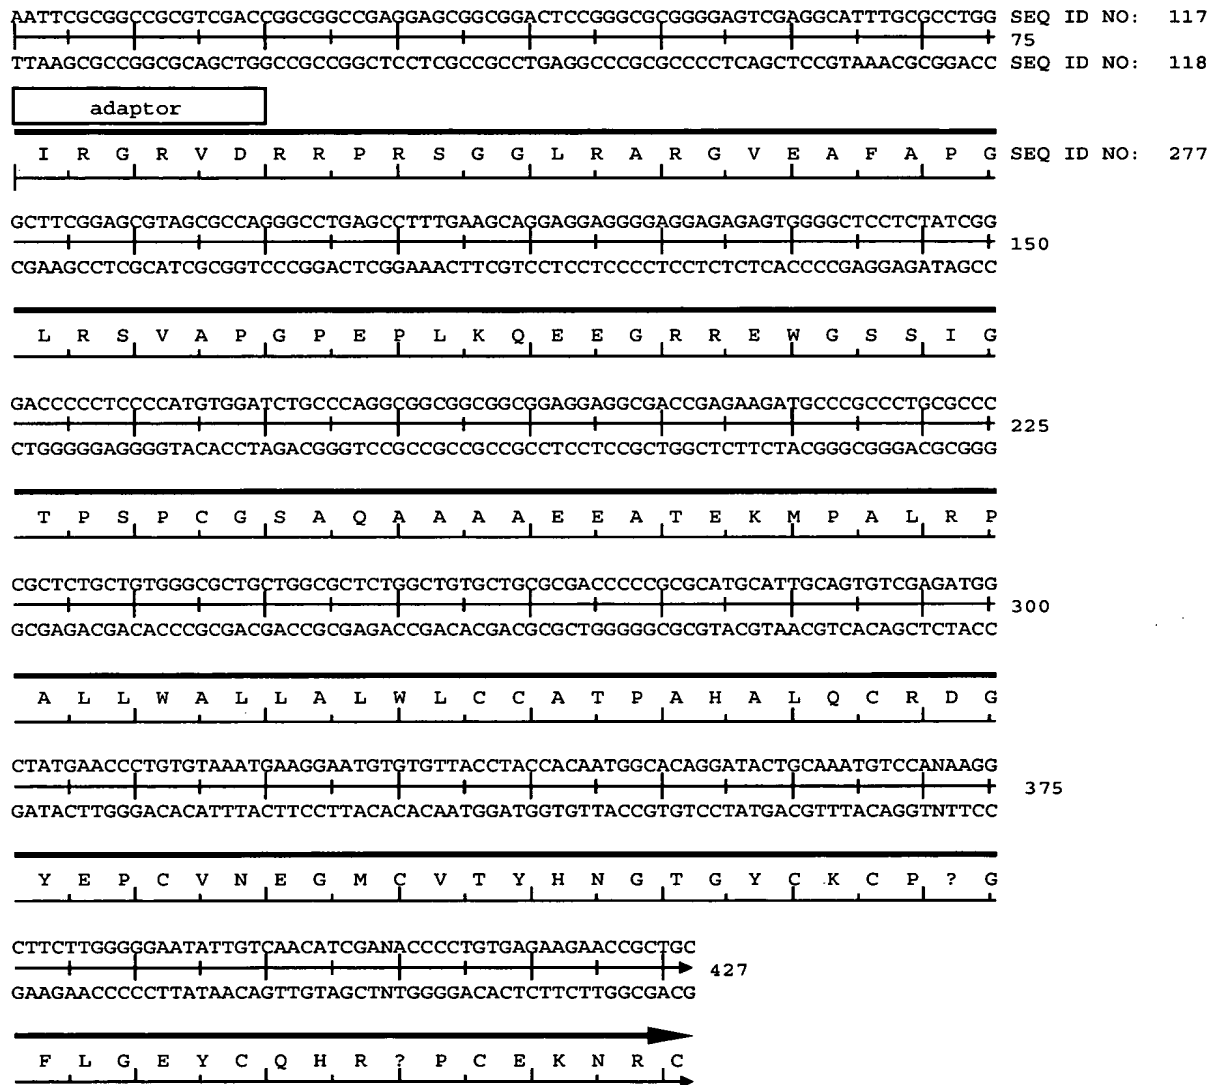 AATTCGCGGCCGCGTCGACCGGCGGCCGAGGAGCGGCGGACTCCGGGCGCGGGGAGTCGAGGCATTTGCGCCTGG SEQ ID NO: 117
75
TTAAGCGCCGGCGCAGCTGGCCGCCGGCTCCTCGCCGCCTGAGGCCCGCGCCCCTCAGCTCCGTAAACGCGGACC SEQ ID NO: 118
adaptor
I R G R V D R R P R S G G L R A R G V E A F A P G SEQ ID NO: 277
GCTTCGGAGCGTAGCGCCAGGGCCTGAGCCTTTGAAGCAGGAGGAGGGGAGGAGAGAGTGGGGCTCCTCTATCGG
150
CGAAGCCTCGCATCGCGGTCCCGGACTCGGAAACTTCGTCCTCCTCCCCTCCTCTCTCACCCCGAGGAGATAGCC
L R S V A P G P E P L K Q E E G R R E W G S S I G
GACCCCCTCCCCATGTGGATCTGCCCAGGCGGCGGCGGCGGAGGAGGCGACCGAGAAGATGCCCGCCCTGCGCCC
225
CTGGGGGAGGGGTACACCTAGACGGGTCCGCCGCCGCCGCCTCCTCCGCTGGCTCTTCTACGGGCGGGACGCGGG
T P S P C G S A Q A A A A E E A T E K M P A L R P
CGCTCTGCTGTGGGCGCTGCTGGCGCTCTGGCTGTGCTGCGCGACCCCCGCGCATGCATTGCAGTGTCGAGATGG
300
GCGAGACGACACCCGCGACGACCGCGAGACCGACACGACGCGCTGGGGGCGCGTACGTAACGTCACAGCTCTACC
A L L W A L L A L W L C C A T P A H A L Q C R D G
CTATGAACCCTGTGTAAATGAAGGAATGTGTGTTACCTACCACAATGGCACAGGATACTGCAAATGTCCANAAGG
375
GATACTTGGGACACATTTACTTCCTTACACACAATGGATGGTGTTACCGTGTCCTATGACGTTTACAGGTNTTCC
Y E P C V N E G M C V T Y H N G T G Y C K C P ? G
CTTCTTGGGGGAATATTGTCAACATCGANACCCCTGTGAGAAGAACCGCTGC
427
GAAGAACCCCCTTATAACAGTTGTAGCTNTGGGGACACTCTTCTTGGCGACG
F L G E Y C Q H R ? P C E K N R C